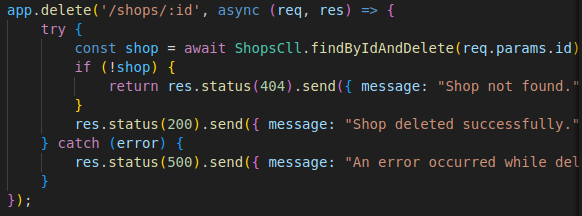 app.delete('/shops/:id', async (req, res) => {
    try {
        const shop = await ShopsCll.findByIdAndDelete(req.params.id)
        if (!shop) {
            return res.status(404).send({ message: "Shop not found."
        }
        res.status(200).send({ message: "Shop deleted successfully."
    } catch (error) {
        res.status(500).send({ message: "An error occurred while del
    }
});